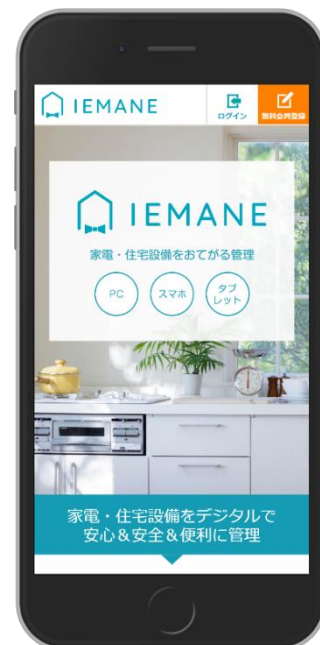 IEMANE
ログイン
無料会員登録
IEMANE
家電・住宅設備をおてがる管理
PC
スマホ
タブ
レット
家電・住宅設備をデジタルで
安心＆安全＆便利に管理